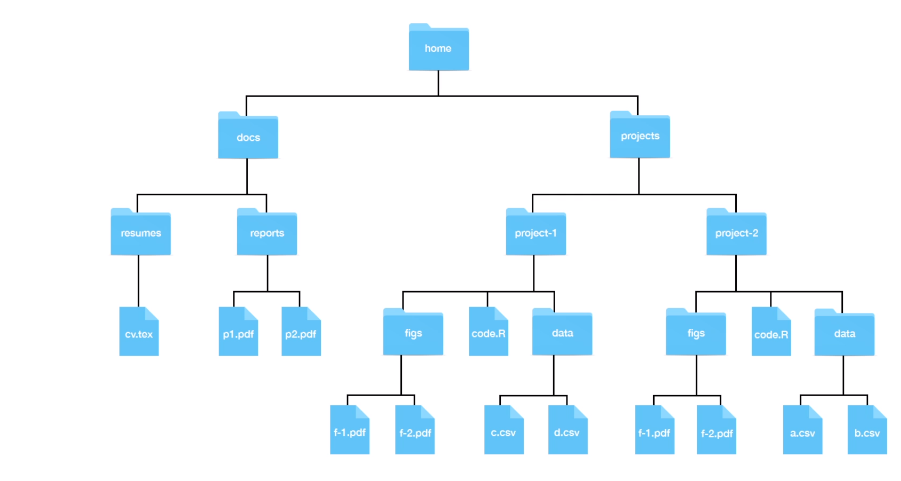 home
docs
projects
resumes
reports
project-1
project-2
cv.tex
p1.pdf
p2.pdf
figs
code.R
data
figs
code.R
data
f-1.pdf
f-2.pdf
c.csv
d.csv
f-1.pdf
f-2.pdf
a.csv
b.csv